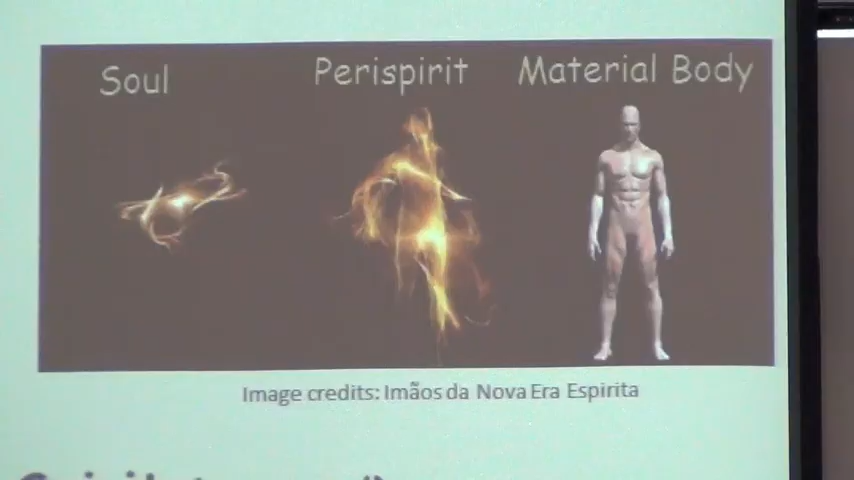 Soul Perispirit Material Body
Image credits: Imãos da Nova Era Espirita